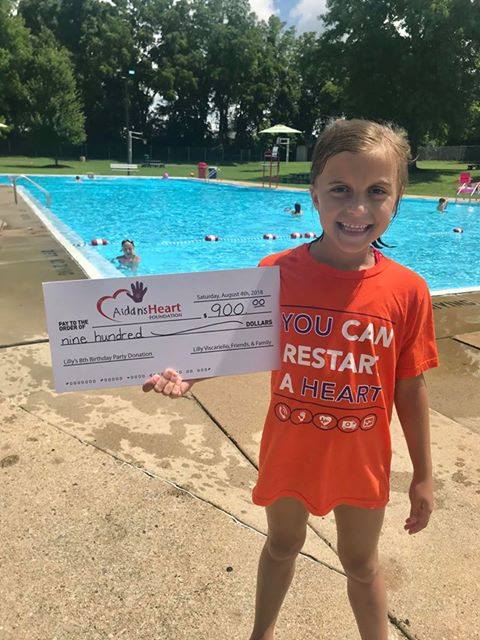 Saturday, August 4th, 2018
PAY TO THE
ORDER OF
AidansHeart
FOUNDATION
$ 900.00
nine hundred
DOLLARS
Lilly's 8th Birthday Party Donation
Lilly Viscariello, Friends, & Family
YOU CAN
RESTART
A HEART